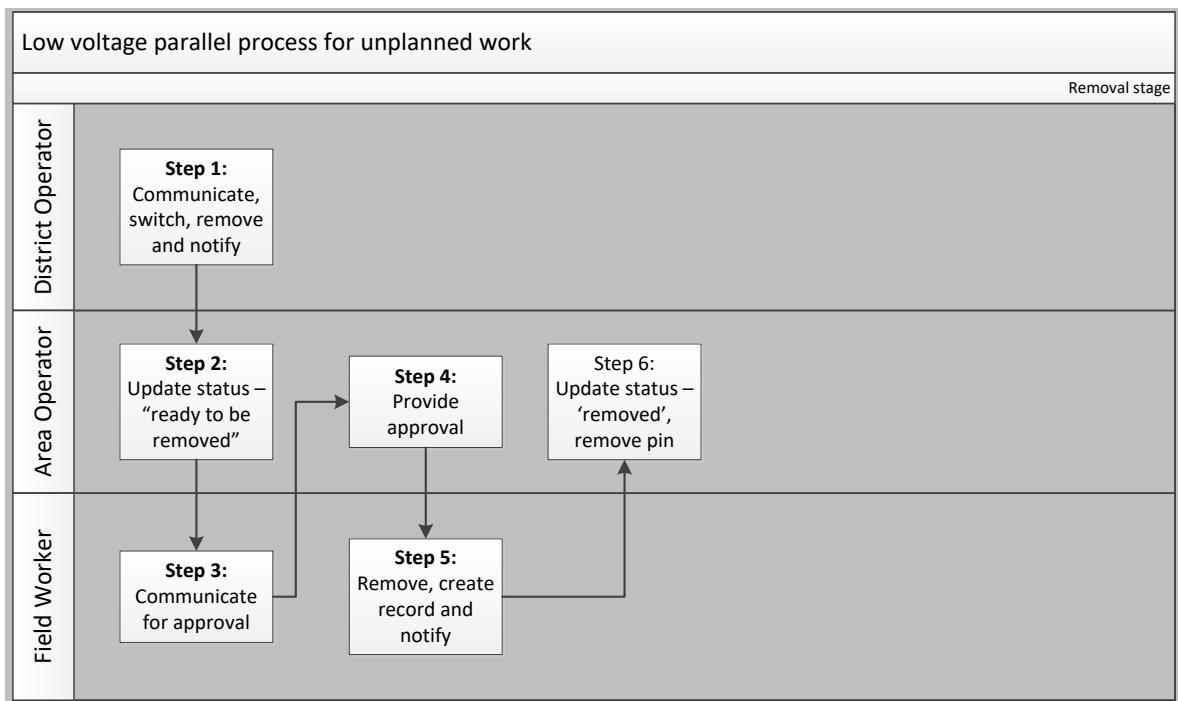 Low voltage parallel process for unplanned work
Removal stage
District Operator
Step 1:
Communicate,
switch, remove
and notify
Area Operator
Step 2:
Update status –
“ready to be
removed”
Step 4:
Provide
approval
Step 6:
Update status –
‘removed’,
remove pin
Field Worker
Step 3:
Communicate
for approval
Step 5:
Remove, create
record and
notify